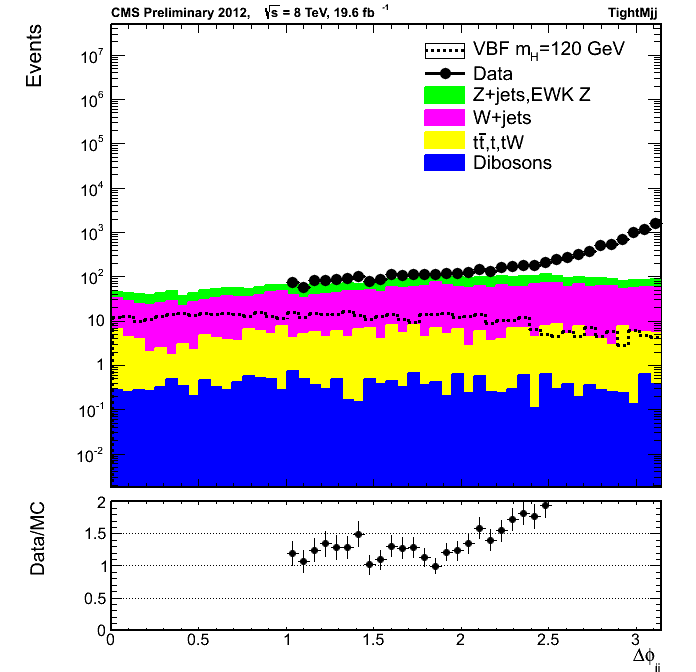 CMS Preliminary 2012, √s = 8 TeV, 19.6 fb⁻¹ TightMjj
Events
VBF m_H=120 GeV
Data
Z+jets,EWK Z
W+jets
tt̄,t,tW
Dibosons
10⁷
10⁶
10⁵
10⁴
10³
10²
10
1
10⁻¹
10⁻²
Data/MC
2
1.5
1
0.5
0
0 0.5 1 1.5 2 2.5 3
Δϕ_jj